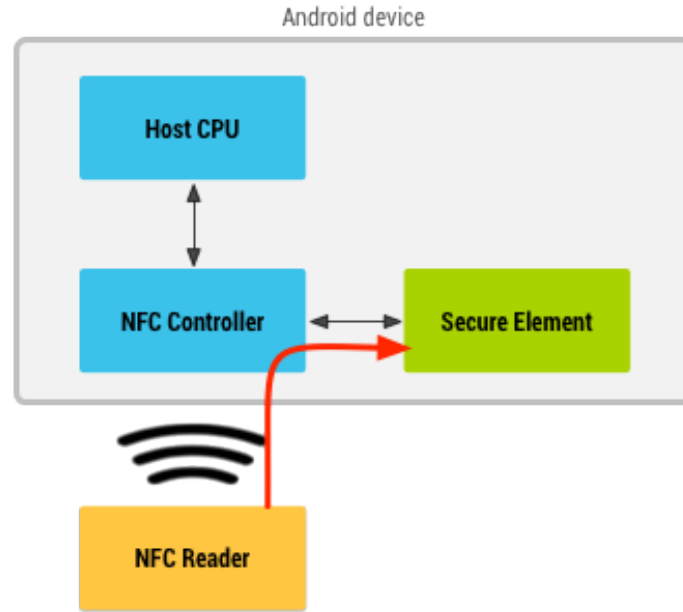 Android device
Host CPU
NFC Controller
Secure Element
NFC Reader